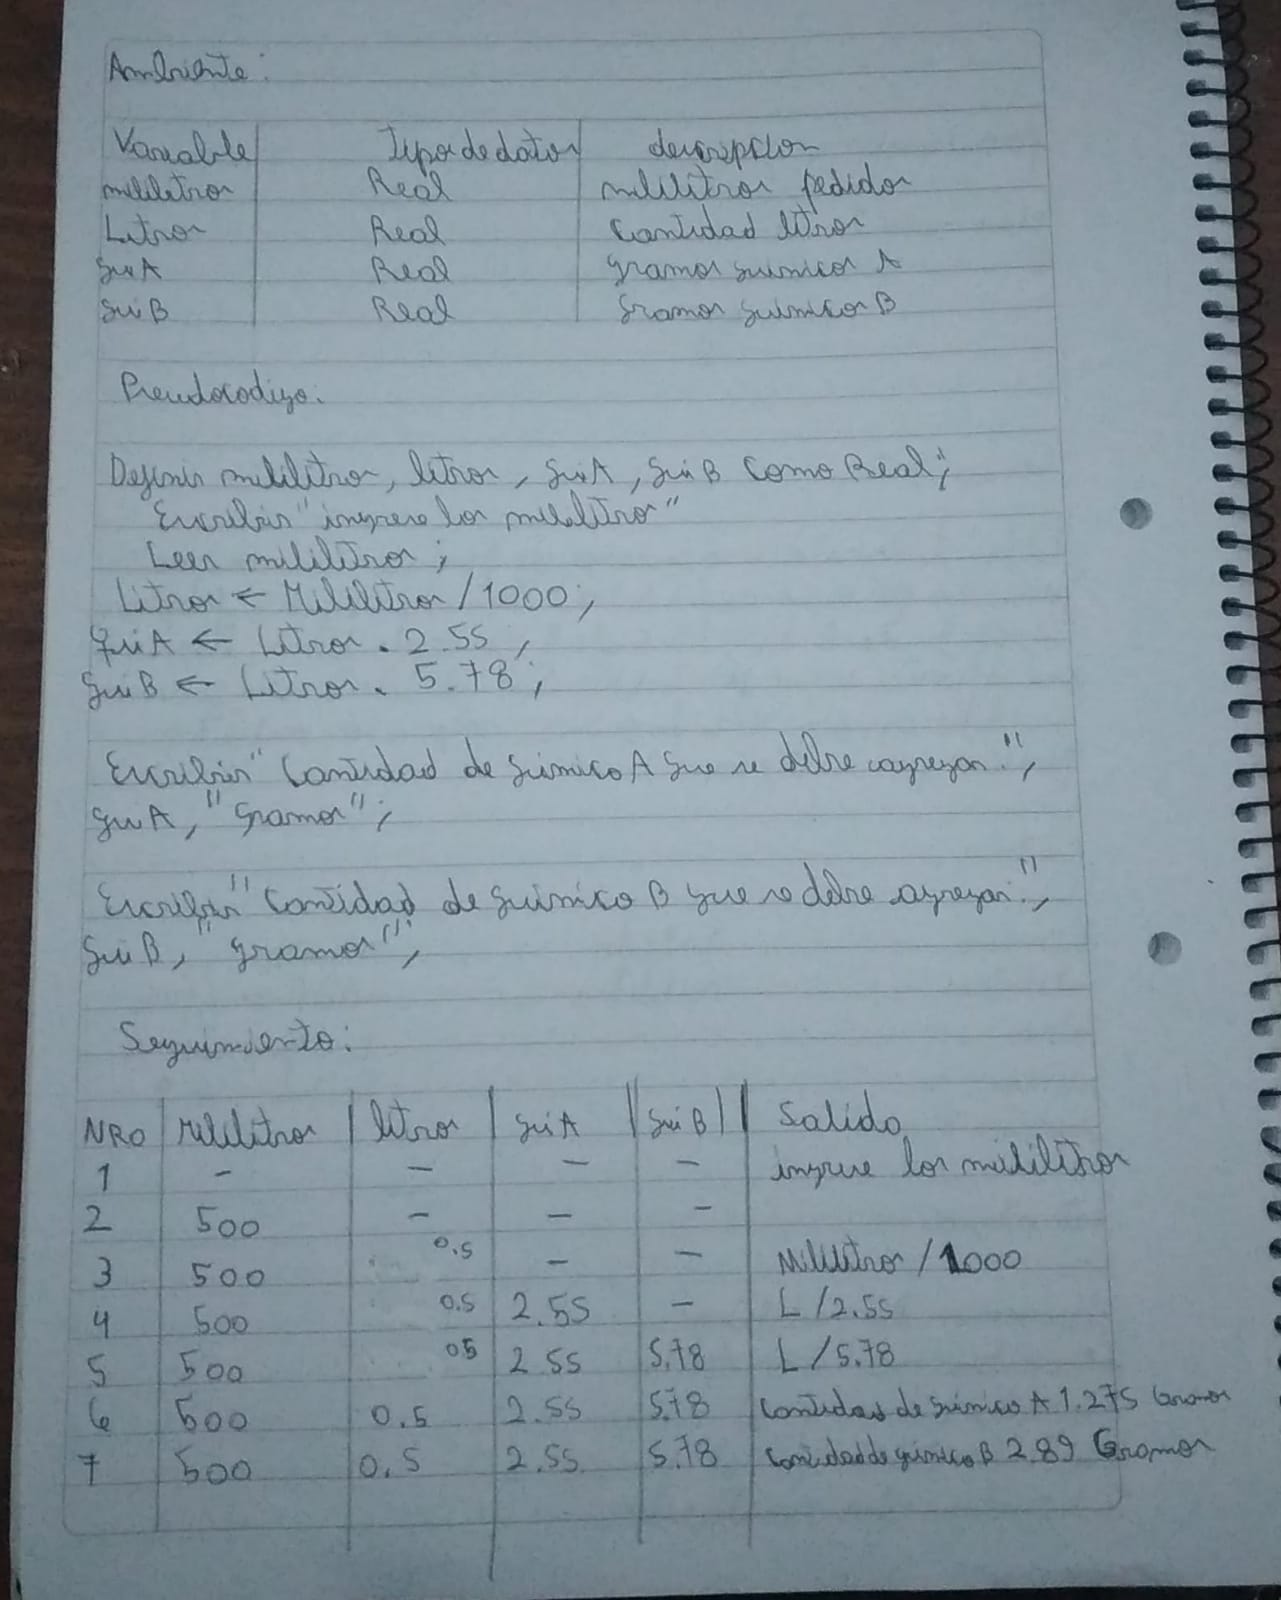 Ambiente:
Variable Tipo de datos descripcion
mililitros Real mililitros pedidos
Litros Real Cantidad litros
quiA Real gramos quimicos A
quiB Real gramos quimicos B
Pseudocodigo:
Definir mililitros, litros, quiA, quiB Como Real;
Escribir "ingrese los mililitros"
Leer mililitros;
Litros ← Mililitros / 1000;
quiA ← Litros . 2.55;
quiB ← Litros . 5.78;
Escribir "Cantidad de quimico A que se debe agregar:",
quiA, "gramos";
Escribir "Cantidad de quimico B que se debe agregar:",
quiB, "gramos";
Seguimiento:
NRO Mililitros litros quiA quiB Salida
1 - - - - ingrese los mililitros
2 500 - - -
3 500 0.5 - - Mililitros / 1000
4 500 0.5 2.55 - L / 2.55
5 500 05 2.55 5.78 L / 5.78
6 500 0.5 2.55 5.78 Cantidad de quimico A 1.275 Gramos
7 500 0.5 2.55 5.78 Cantidad de quimico B 2.89 Gramos